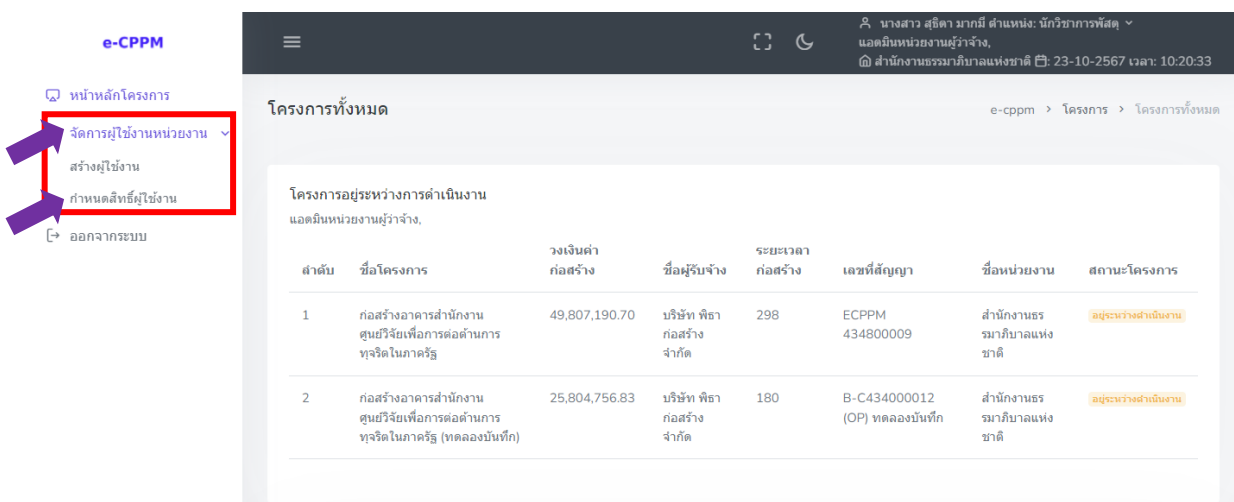 e-CPPM
นางสาว สุธิดา มากมี ตำแหน่ง: นักวิชาการพัสดุ
แอดมินหน่วยงานผู้ว่าจ้าง,
สำนักงานธรรมาภิบาลแห่งชาติ : 23-10-2567 เวลา: 10:20:33
หน้าหลักโครงการ
จัดการผู้ใช้งานหน่วยงาน
สร้างผู้ใช้งาน
กำหนดสิทธิ์ผู้ใช้งาน
ออกจากระบบ
โครงการทั้งหมด
e-cppm > โครงการ > โครงการทั้งหมด
โครงการอยู่ระหว่างการดำเนินงาน
แอดมินหน่วยงานผู้ว่าจ้าง,
ลำดับ ชื่อโครงการ วงเงินค่า ก่อสร้าง ชื่อผู้รับจ้าง ระยะเวลา ก่อสร้าง เลขที่สัญญา ชื่อหน่วยงาน สถานะโครงการ
1 ก่อสร้างอาคารสำนักงาน 49,807,190.70 บริษัท พิธา 298 ECPPM สำนักงานธร อยู่ระหว่างดำเนินงาน
ศูนย์วิจัยเพื่อการต่อต้านการ ก่อสร้าง 434800009 รมาภิบาลแห่ง
ทุจริตในภาครัฐ จำกัด ชาติ
2 ก่อสร้างอาคารสำนักงาน 25,804,756.83 บริษัท พิธา 180 B-C434000012 สำนักงานธร อยู่ระหว่างดำเนินงาน
ศูนย์วิจัยเพื่อการต่อต้านการ ก่อสร้าง (OP) ทดลองบันทึก รมาภิบาลแห่ง
ทุจริตในภาครัฐ (ทดลองบันทึก) จำกัด ชาติ